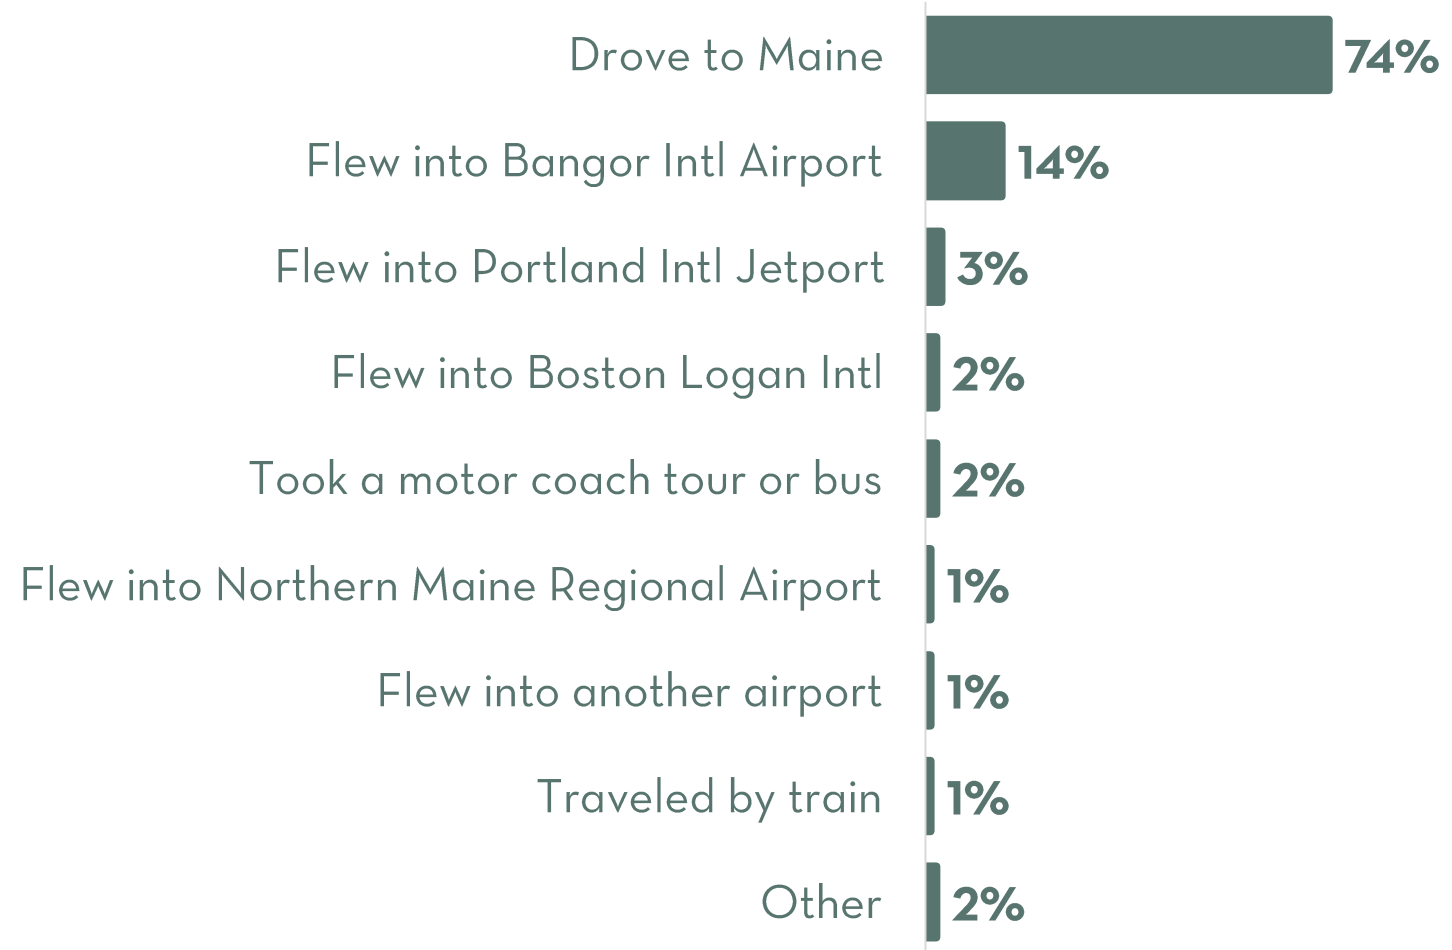 Drove to Maine 74%
Flew into Bangor Intl Airport 14%
Flew into Portland Intl Jetport 3%
Flew into Boston Logan Intl 2%
Took a motor coach tour or bus 2%
Flew into Northern Maine Regional Airport 1%
Flew into another airport 1%
Traveled by train 1%
Other 2%